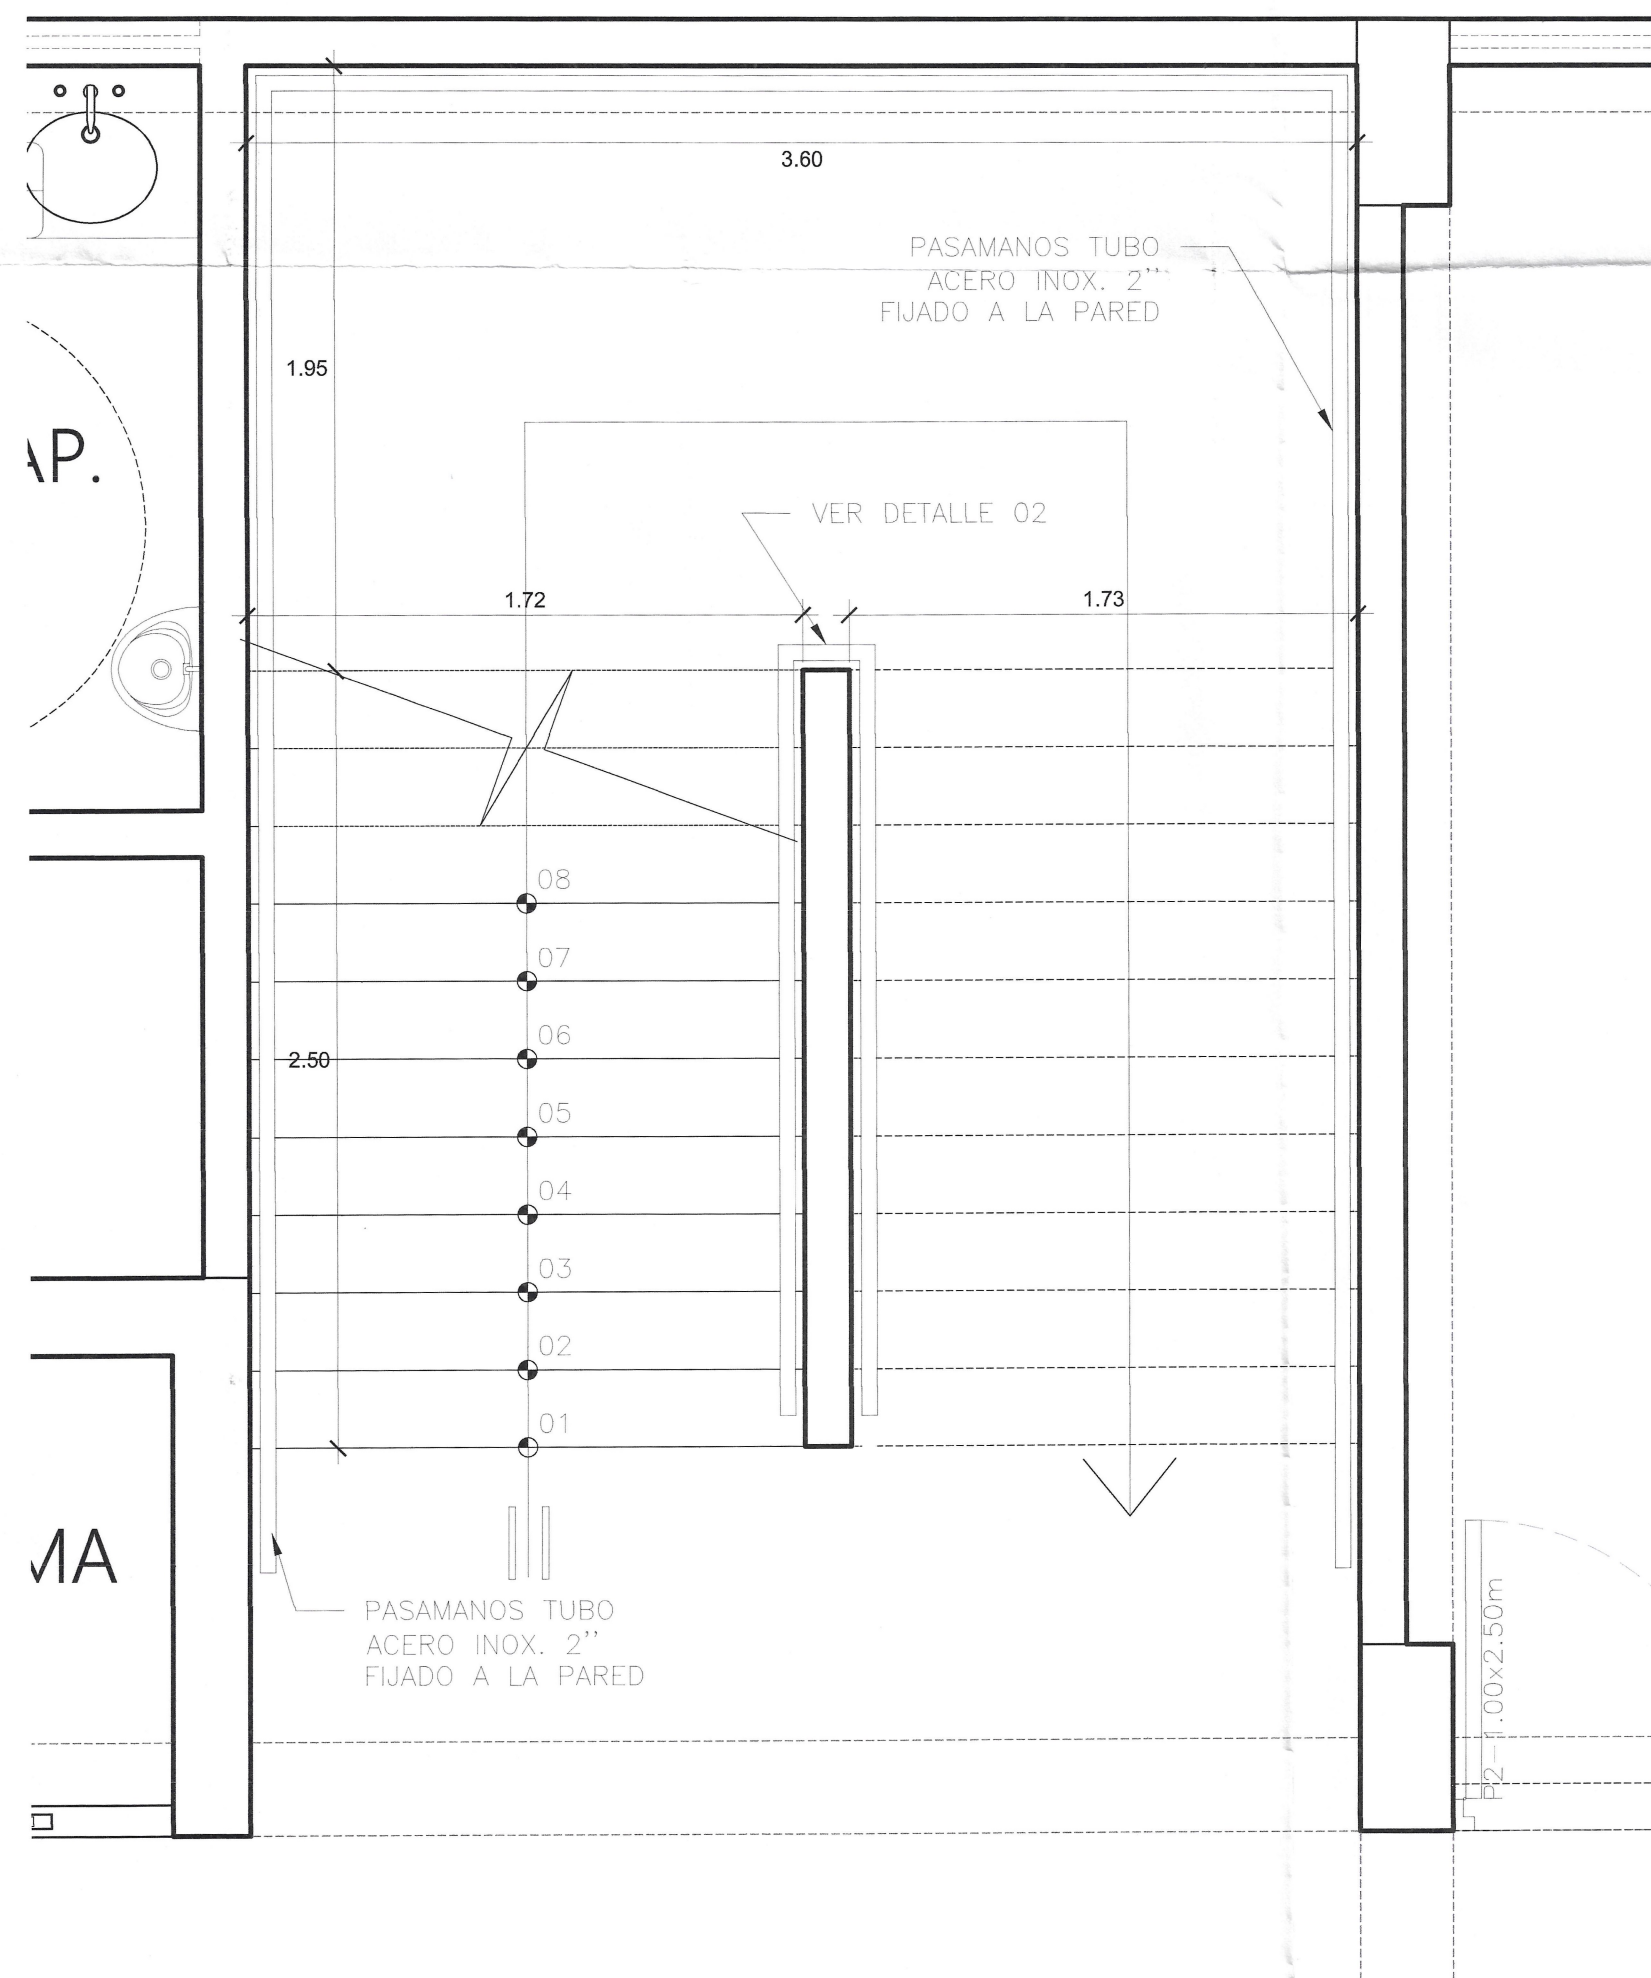 3.60
PASAMANOS TUBO
ACERO INOX. 2''
FIJADO A LA PARED
1.95
AP.
VER DETALLE 02
1.72
1.73
08
07
06
2.50
05
04
03
02
01
MA
PASAMANOS TUBO
ACERO INOX. 2''
FIJADO A LA PARED
P2-1.00x2.50m